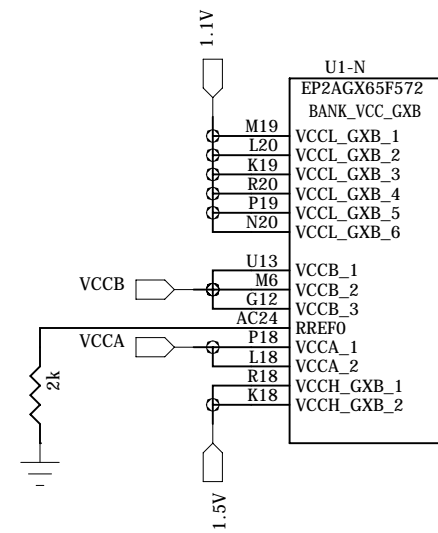 1.1V
U1-N
EP2AGX65F572
BANK_VCC_GXB
M19 VCCL_GXB_1
L20 VCCL_GXB_2
K19 VCCL_GXB_3
R20 VCCL_GXB_4
P19 VCCL_GXB_5
N20 VCCL_GXB_6
U13 VCCB_1
VCCB M6 VCCB_2
G12 VCCB_3
AC24 RREF0
VCCA P18 VCCA_1
L18 VCCA_2
R18 VCCH_GXB_1
K18 VCCH_GXB_2
2k
1.5V